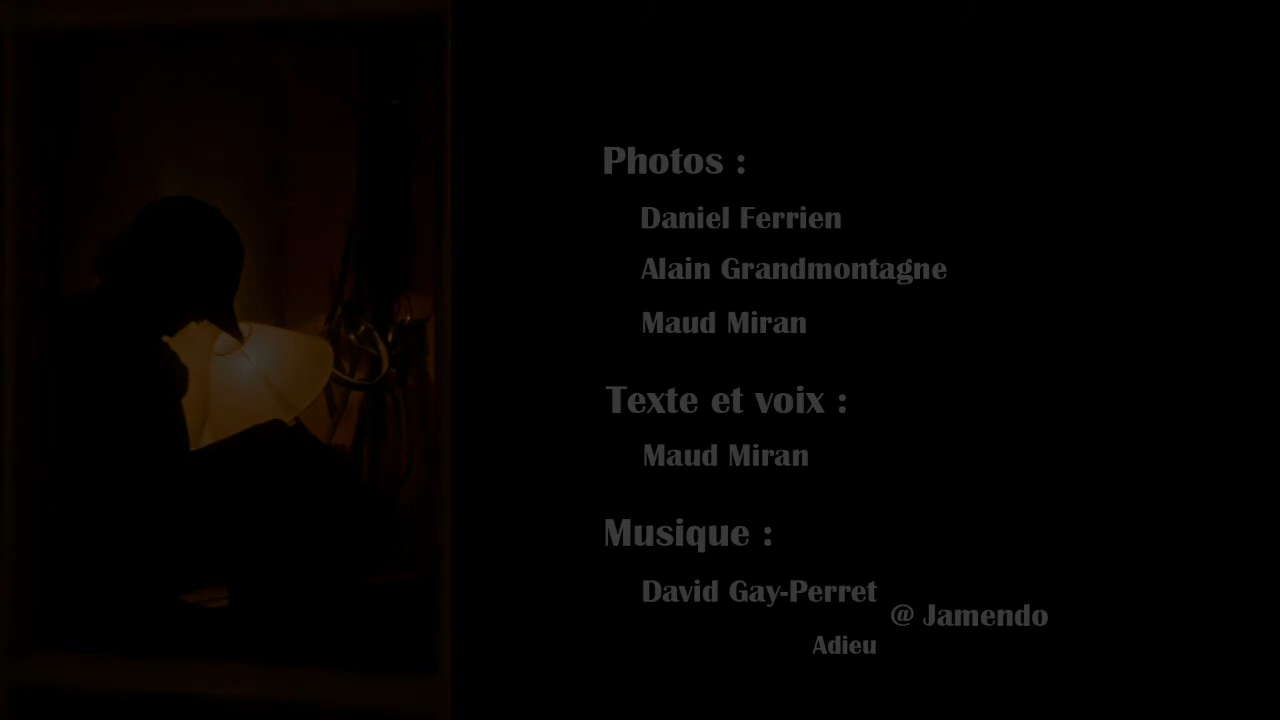 Photos :
Daniel Ferrien
Alain Grandmontagne
Maud Miran
Texte et voix :
Maud Miran
Musique :
David Gay-Perret
@ Jamendo
Adieu